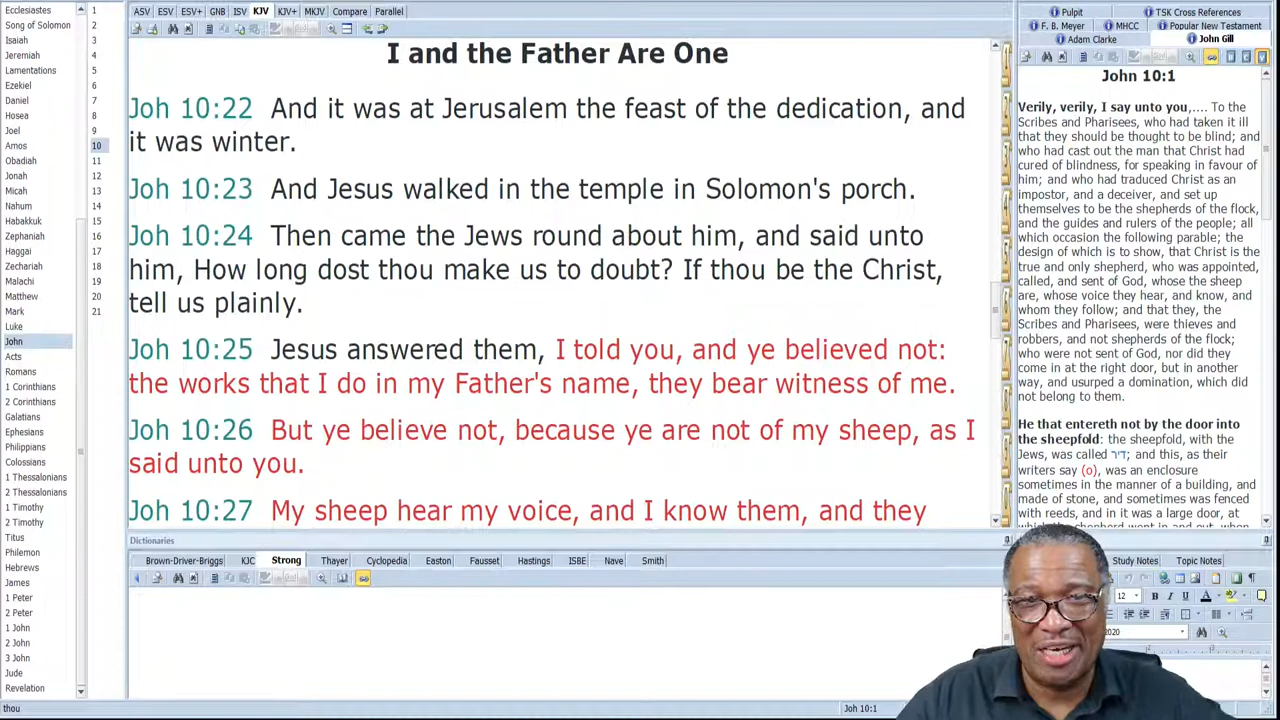 Ecclesiastes
Song of Solomon
Isaiah
Jeremiah
Lamentations
Ezekiel
Daniel
Hosea
Joel
Amos
Obadiah
Jonah
Micah
Nahum
Habakkuk
Zephaniah
Haggai
Zechariah
Malachi
Matthew
Mark
Luke
John
Acts
Romans
1 Corinthians
2 Corinthians
Galatians
Ephesians
Philippians
Colossians
1 Thessalonians
2 Thessalonians
1 Timothy
2 Timothy
Titus
Philemon
Hebrews
James
1 Peter
2 Peter
1 John
2 John
3 John
Jude
Revelation
thou
1
2
3
4
5
6
7
8
9
10
11
12
13
14
15
16
17
18
19
20
21
ASV ESV ESV+ GNB ISV KJV KJV+ MKJV Compare Parallel
I and the Father Are One
Joh 10:22 And it was at Jerusalem the feast of the dedication, and
it was winter.
Joh 10:23 And Jesus walked in the temple in Solomon's porch.
Joh 10:24 Then came the Jews round about him, and said unto
him, How long dost thou make us to doubt? If thou be the Christ,
tell us plainly.
Joh 10:25 Jesus answered them, I told you, and ye believed not:
the works that I do in my Father's name, they bear witness of me.
Joh 10:26 But ye believe not, because ye are not of my sheep, as I
said unto you.
Joh 10:27 My sheep hear my voice, and I know them, and they
Dictionaries
Brown-Driver-Briggs KJC Strong Thayer Cyclopedia Easton Fausset Hastings ISBE Nave Smith
Joh 10:1
Pulpit TSK Cross References
F. B. Meyer MHCC Popular New Testament
Adam Clarke John Gill
John 10:1
Verily, verily, I say unto you,.... To the
Scribes and Pharisees, who had taken it ill
that they should be thought to be blind; and
who had cast out the man that Christ had
cured of blindness, for speaking in favour of
him; and who had traduced Christ as an
impostor, and a deceiver, and set up
themselves to be the shepherds of the flock,
and the guides and rulers of the people; all
which occasion the following parable; the
design of which is to show, that Christ is the
true and only shepherd, who was appointed,
called, and sent of God, whose the sheep
are, whose voice they hear, and know, and
whom they follow; and that they, the
Scribes and Pharisees, were thieves and
robbers, and not shepherds of the flock;
who were not sent of God, nor did they
come in at the right door, but in another
way, and usurped a domination, which did
not belong to them.
He that entereth not by the door into
the sheepfold: the sheepfold, with the
Jews, was called דיר; and this, as their
writers say (o), was an enclosure
sometimes in the manner of a building, and
made of stone, and sometimes was fenced
with reeds, and in it was a large door, at
Study Notes Topic Notes
12 B I U A
2020